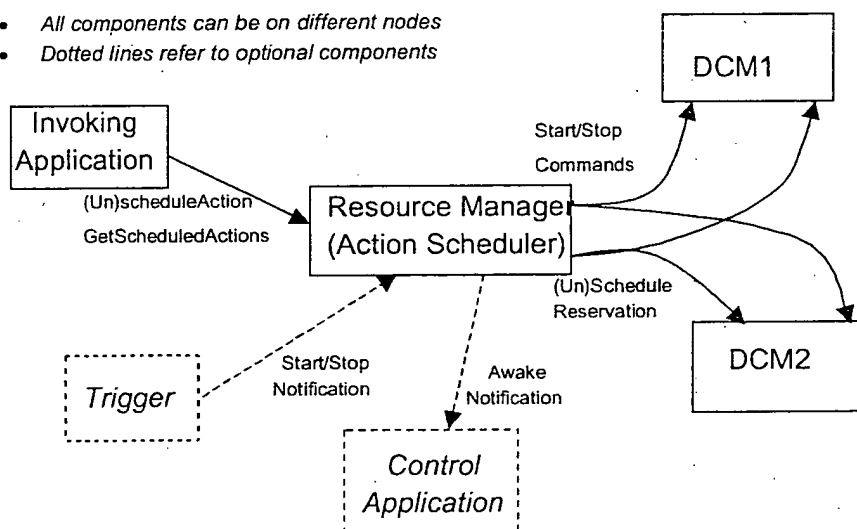 • All components can be on different nodes
• Dotted lines refer to optional components
DCM1
Invoking
Application
Start/Stop
Commands
(Un)scheduleAction
GetScheduledActions
Resource Manager
(Action Scheduler)
(Un)Schedule
Reservation
DCM2
Trigger
Start/Stop
Notification
Awake
Notification
Control
Application